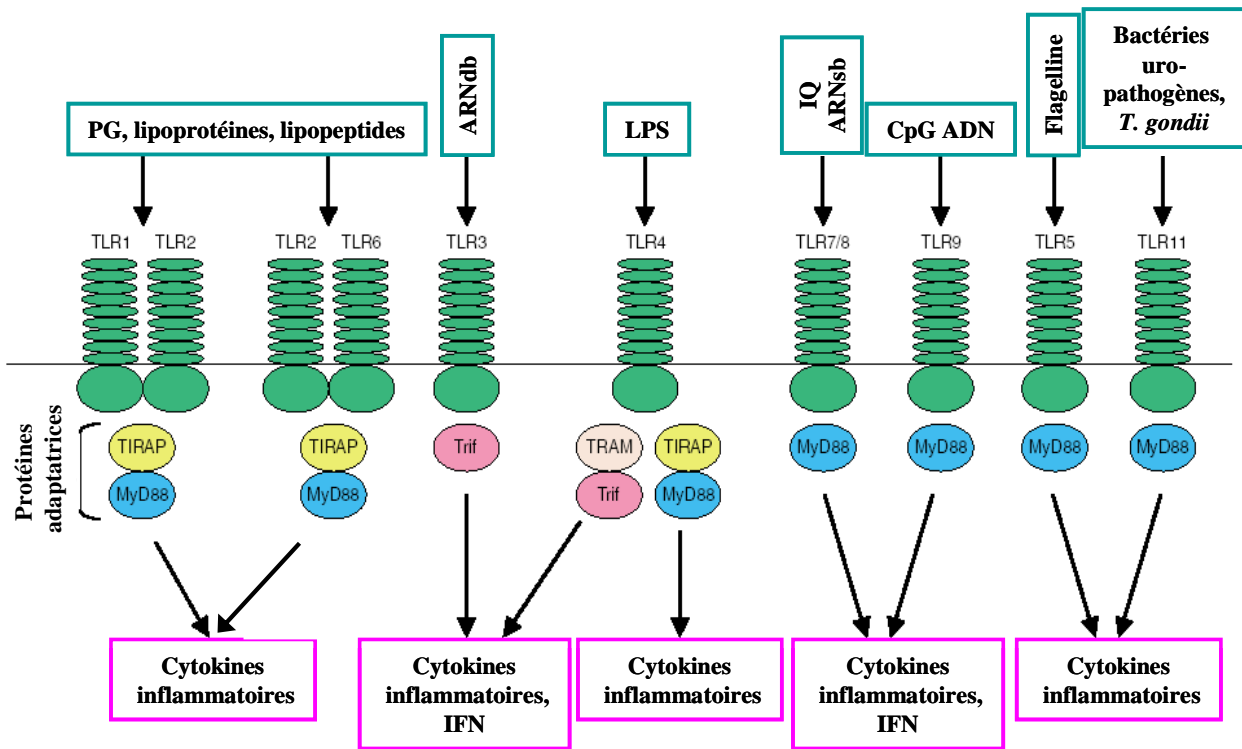 PG, lipoprotéines, lipopeptides
ARNdb
LPS
IQ
ARNsb
CpG ADN
Flagelline
Bactéries
uro-
pathogènes,
T. gondii
TLR1 TLR2
TLR2 TLR6
TLR3
TLR4
TLR7/8
TLR9
TLR5
TLR11
Protéines
adaptatrices
TIRAP
MyD88
TIRAP
MyD88
Trif
TRAM
Trif
TIRAP
MyD88
MyD88
MyD88
MyD88
MyD88
Cytokines
inflammatoires
Cytokines
inflammatoires,
IFN
Cytokines
inflammatoires
Cytokines
inflammatoires,
IFN
Cytokines
inflammatoires